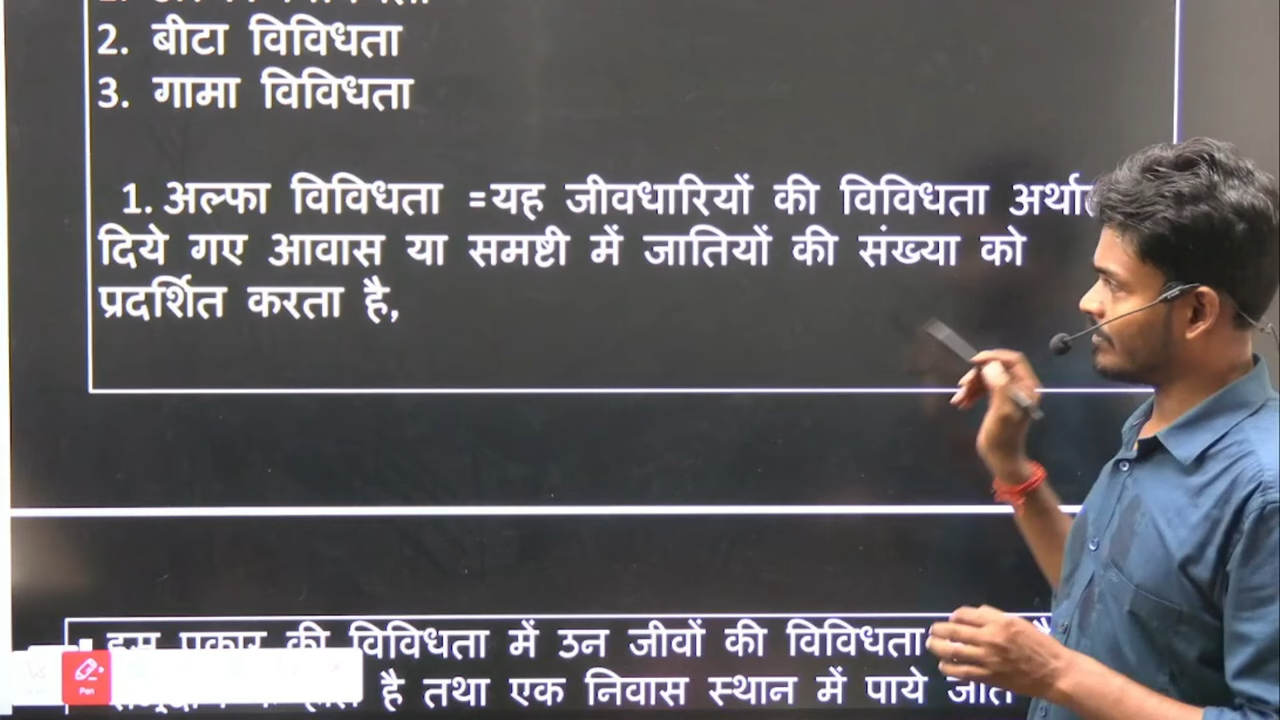 2. बीटा विविधता
3. गामा विविधता
1. अल्फा विविधता =यह जीवधारियों की विविधता
दिये गए आवास या समष्टी में जातियों की संख्या को
प्रदर्शित करता है,
इस प्रकार की विविधता में उन जीवों की विविधता
है तथा एक निवास स्थान में पाये
Pen